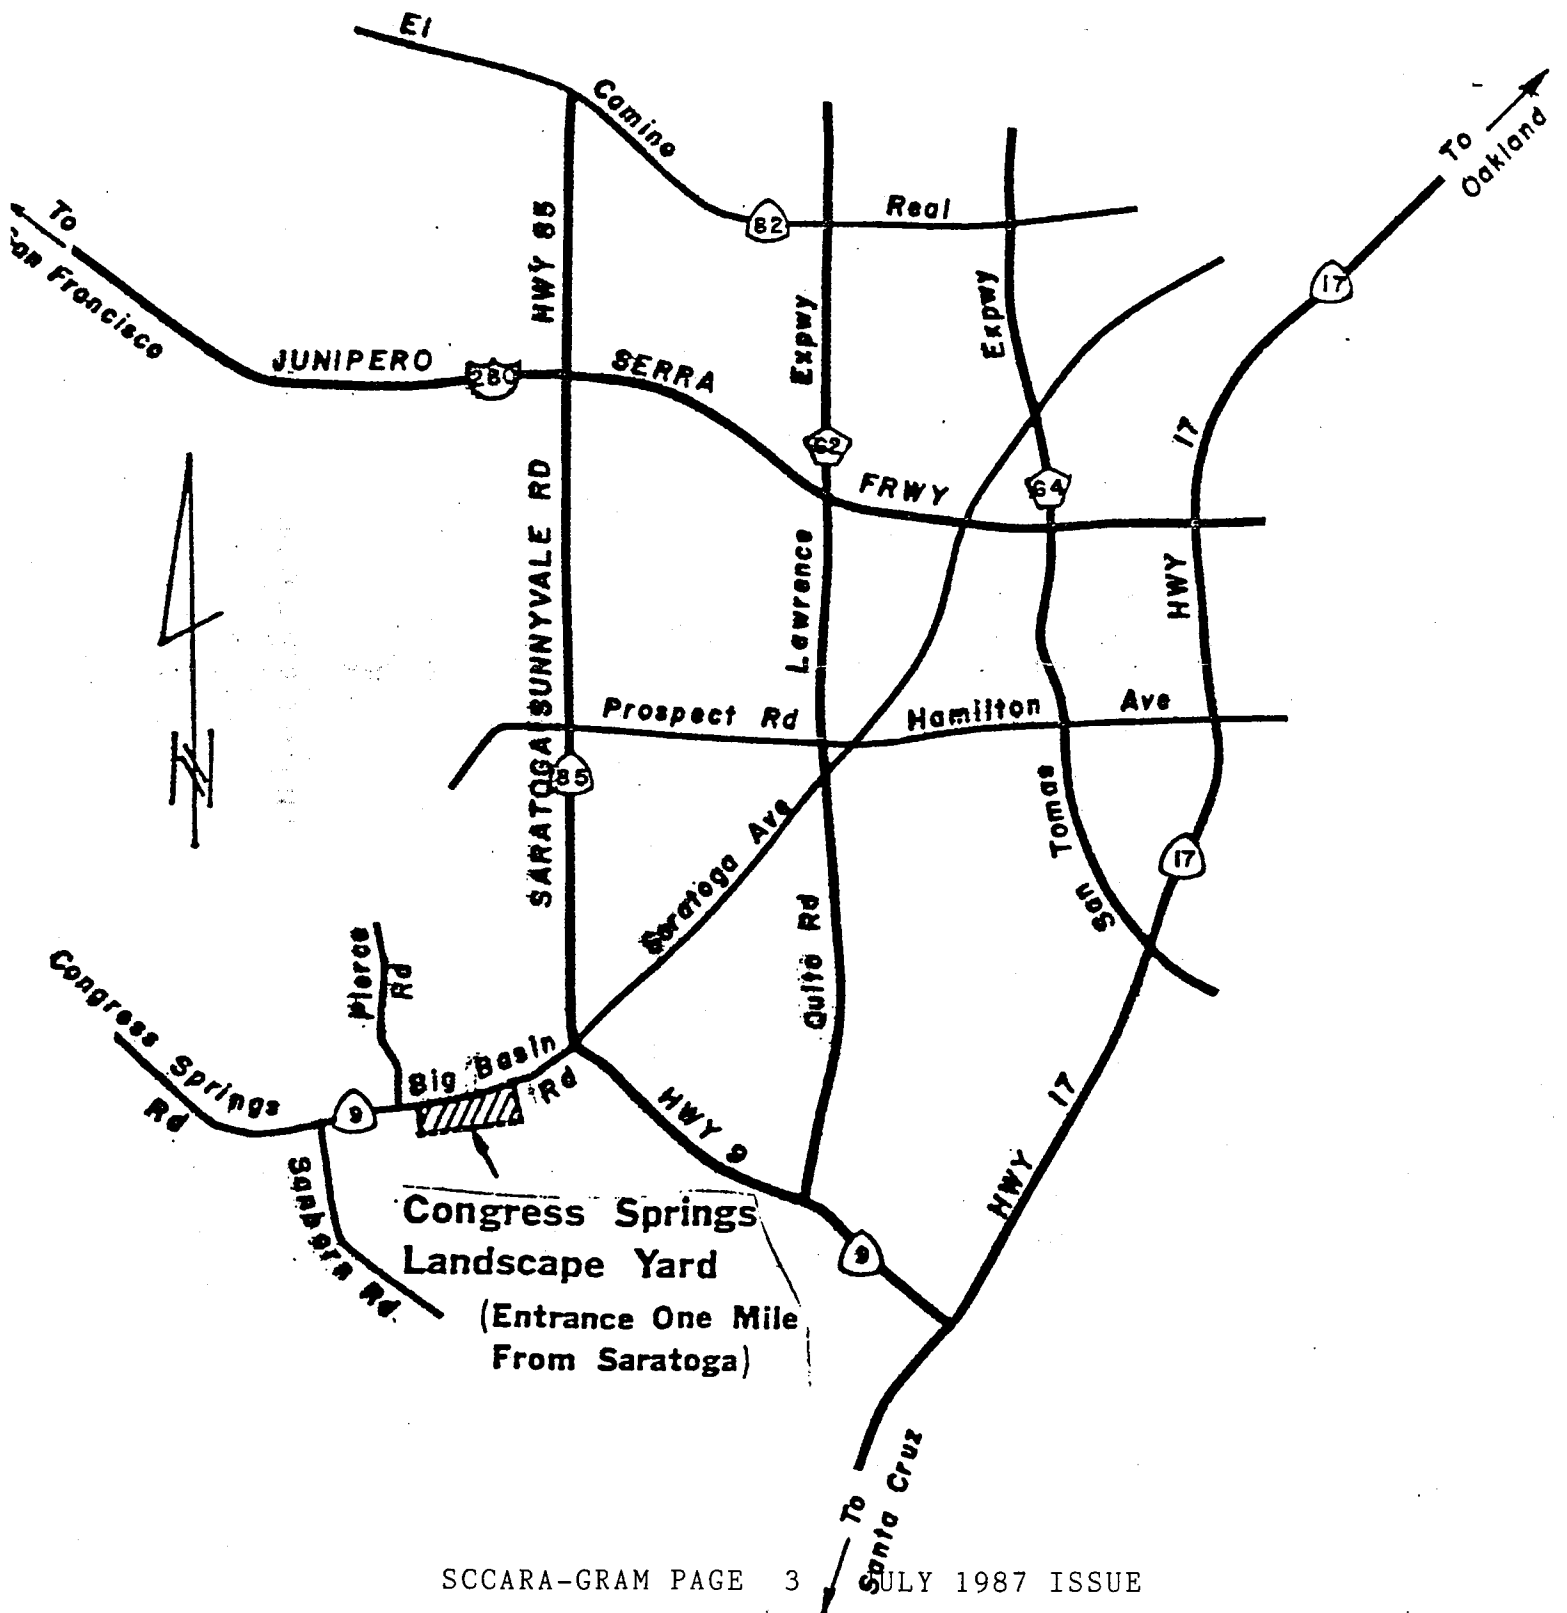 El
Camino
Real
82
To
Oakland
To
San Francisco
HWY 85
Expwy
Expwy
17
JUNIPERO
280
SERRA
62
FRWY
64
17
HWY
SARATOGA SUNNYVALE RD
Lawrence
Prospect Rd
Hamilton
Ave
85
N
Saratoga Ave
San Tomas
17
Quito Rd
Pierce
Rd
Congress Springs
Rd
Big Basin
Rd
9
HWY 9
HWY 17
Sanborn Rd.
Congress Springs
Landscape Yard
(Entrance One Mile
From Saratoga)
9
To
Santa Cruz
SCCARA-GRAM PAGE 3 JULY 1987 ISSUE